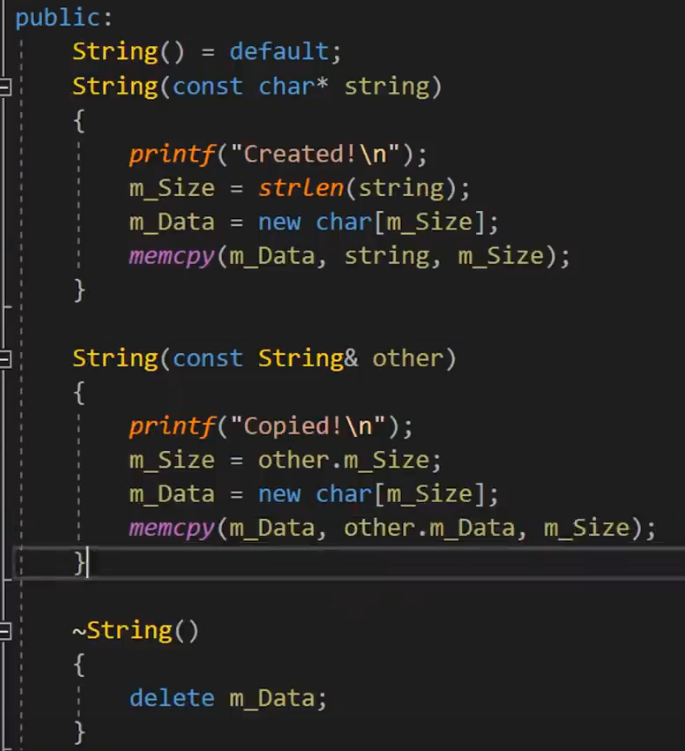 public:
    String() = default;
    String(const char* string)
    {
        printf("Created!\n");
        m_Size = strlen(string);
        m_Data = new char[m_Size];
        memcpy(m_Data, string, m_Size);
    }

    String(const String& other)
    {
        printf("Copied!\n");
        m_Size = other.m_Size;
        m_Data = new char[m_Size];
        memcpy(m_Data, other.m_Data, m_Size);
    }

    ~String()
    {
        delete m_Data;
    }